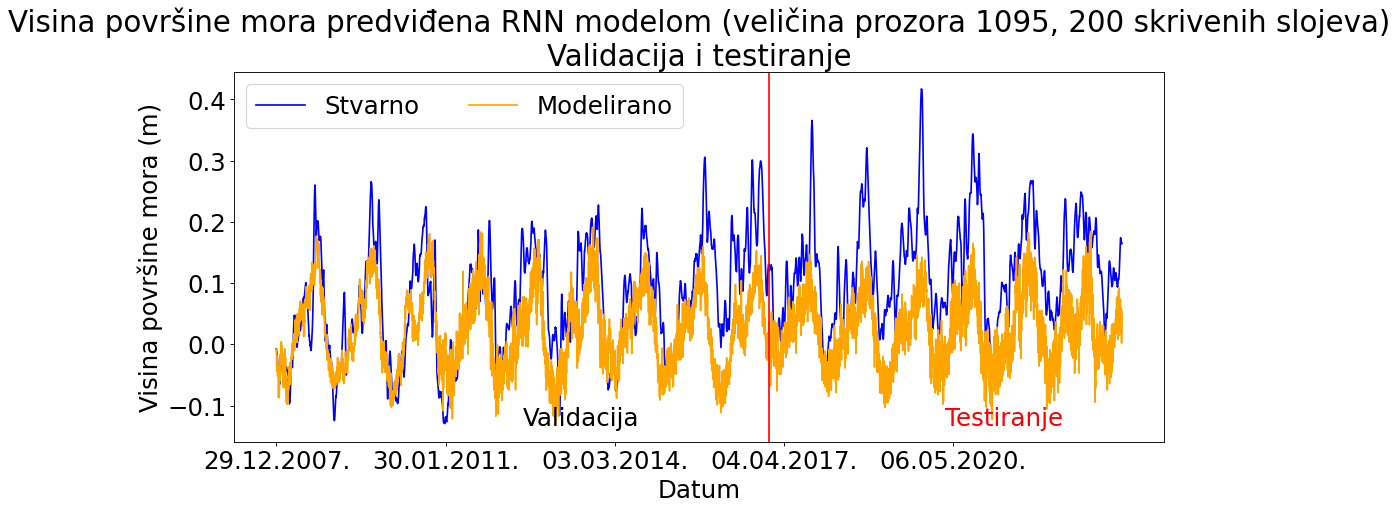 Visina površine mora predviđena RNN modelom (veličina prozora 1095, 200 skrivenih slojeva)
Validacija i testiranje
Stvarno
Modelirano
Visina površine mora (m)
0.4
0.3
0.2
0.1
0.0
−0.1
Validacija
Testiranje
29.12.2007.
30.01.2011.
03.03.2014.
04.04.2017.
06.05.2020.
Datum